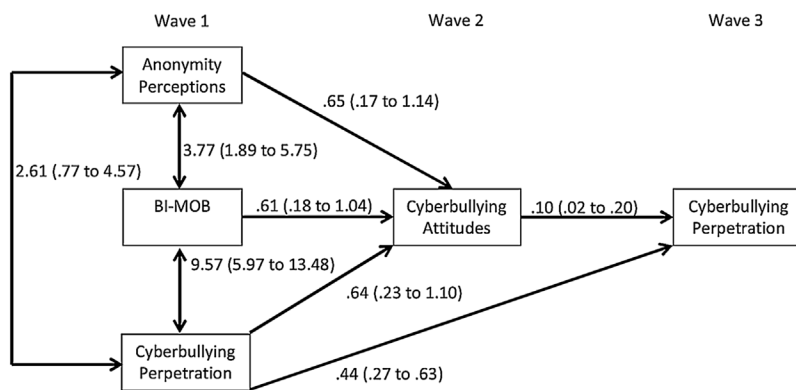 Wave 1
Wave 2
Wave 3
Anonymity
Perceptions
.65 (.17 to 1.14)
3.77 (1.89 to 5.75)
2.61 (.77 to 4.57)
BI-MOB
.61 (.18 to 1.04)
Cyberbullying
Attitudes
.10 (.02 to .20)
Cyberbullying
Perpetration
9.57 (5.97 to 13.48)
.64 (.23 to 1.10)
Cyberbullying
Perpetration
.44 (.27 to .63)